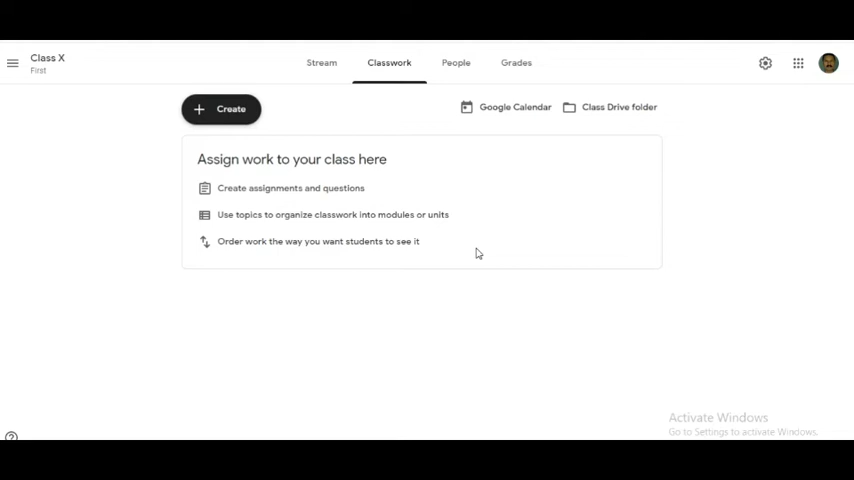 Class X
First
Stream
Classwork
People
Grades
Create
Google Calendar
Class Drive folder
Assign work to your class here
Create assignments and questions
Use topics to organize classwork into modules or units
Order work the way you want students to see it
Activate Windows
Go to Settings to activate Windows.